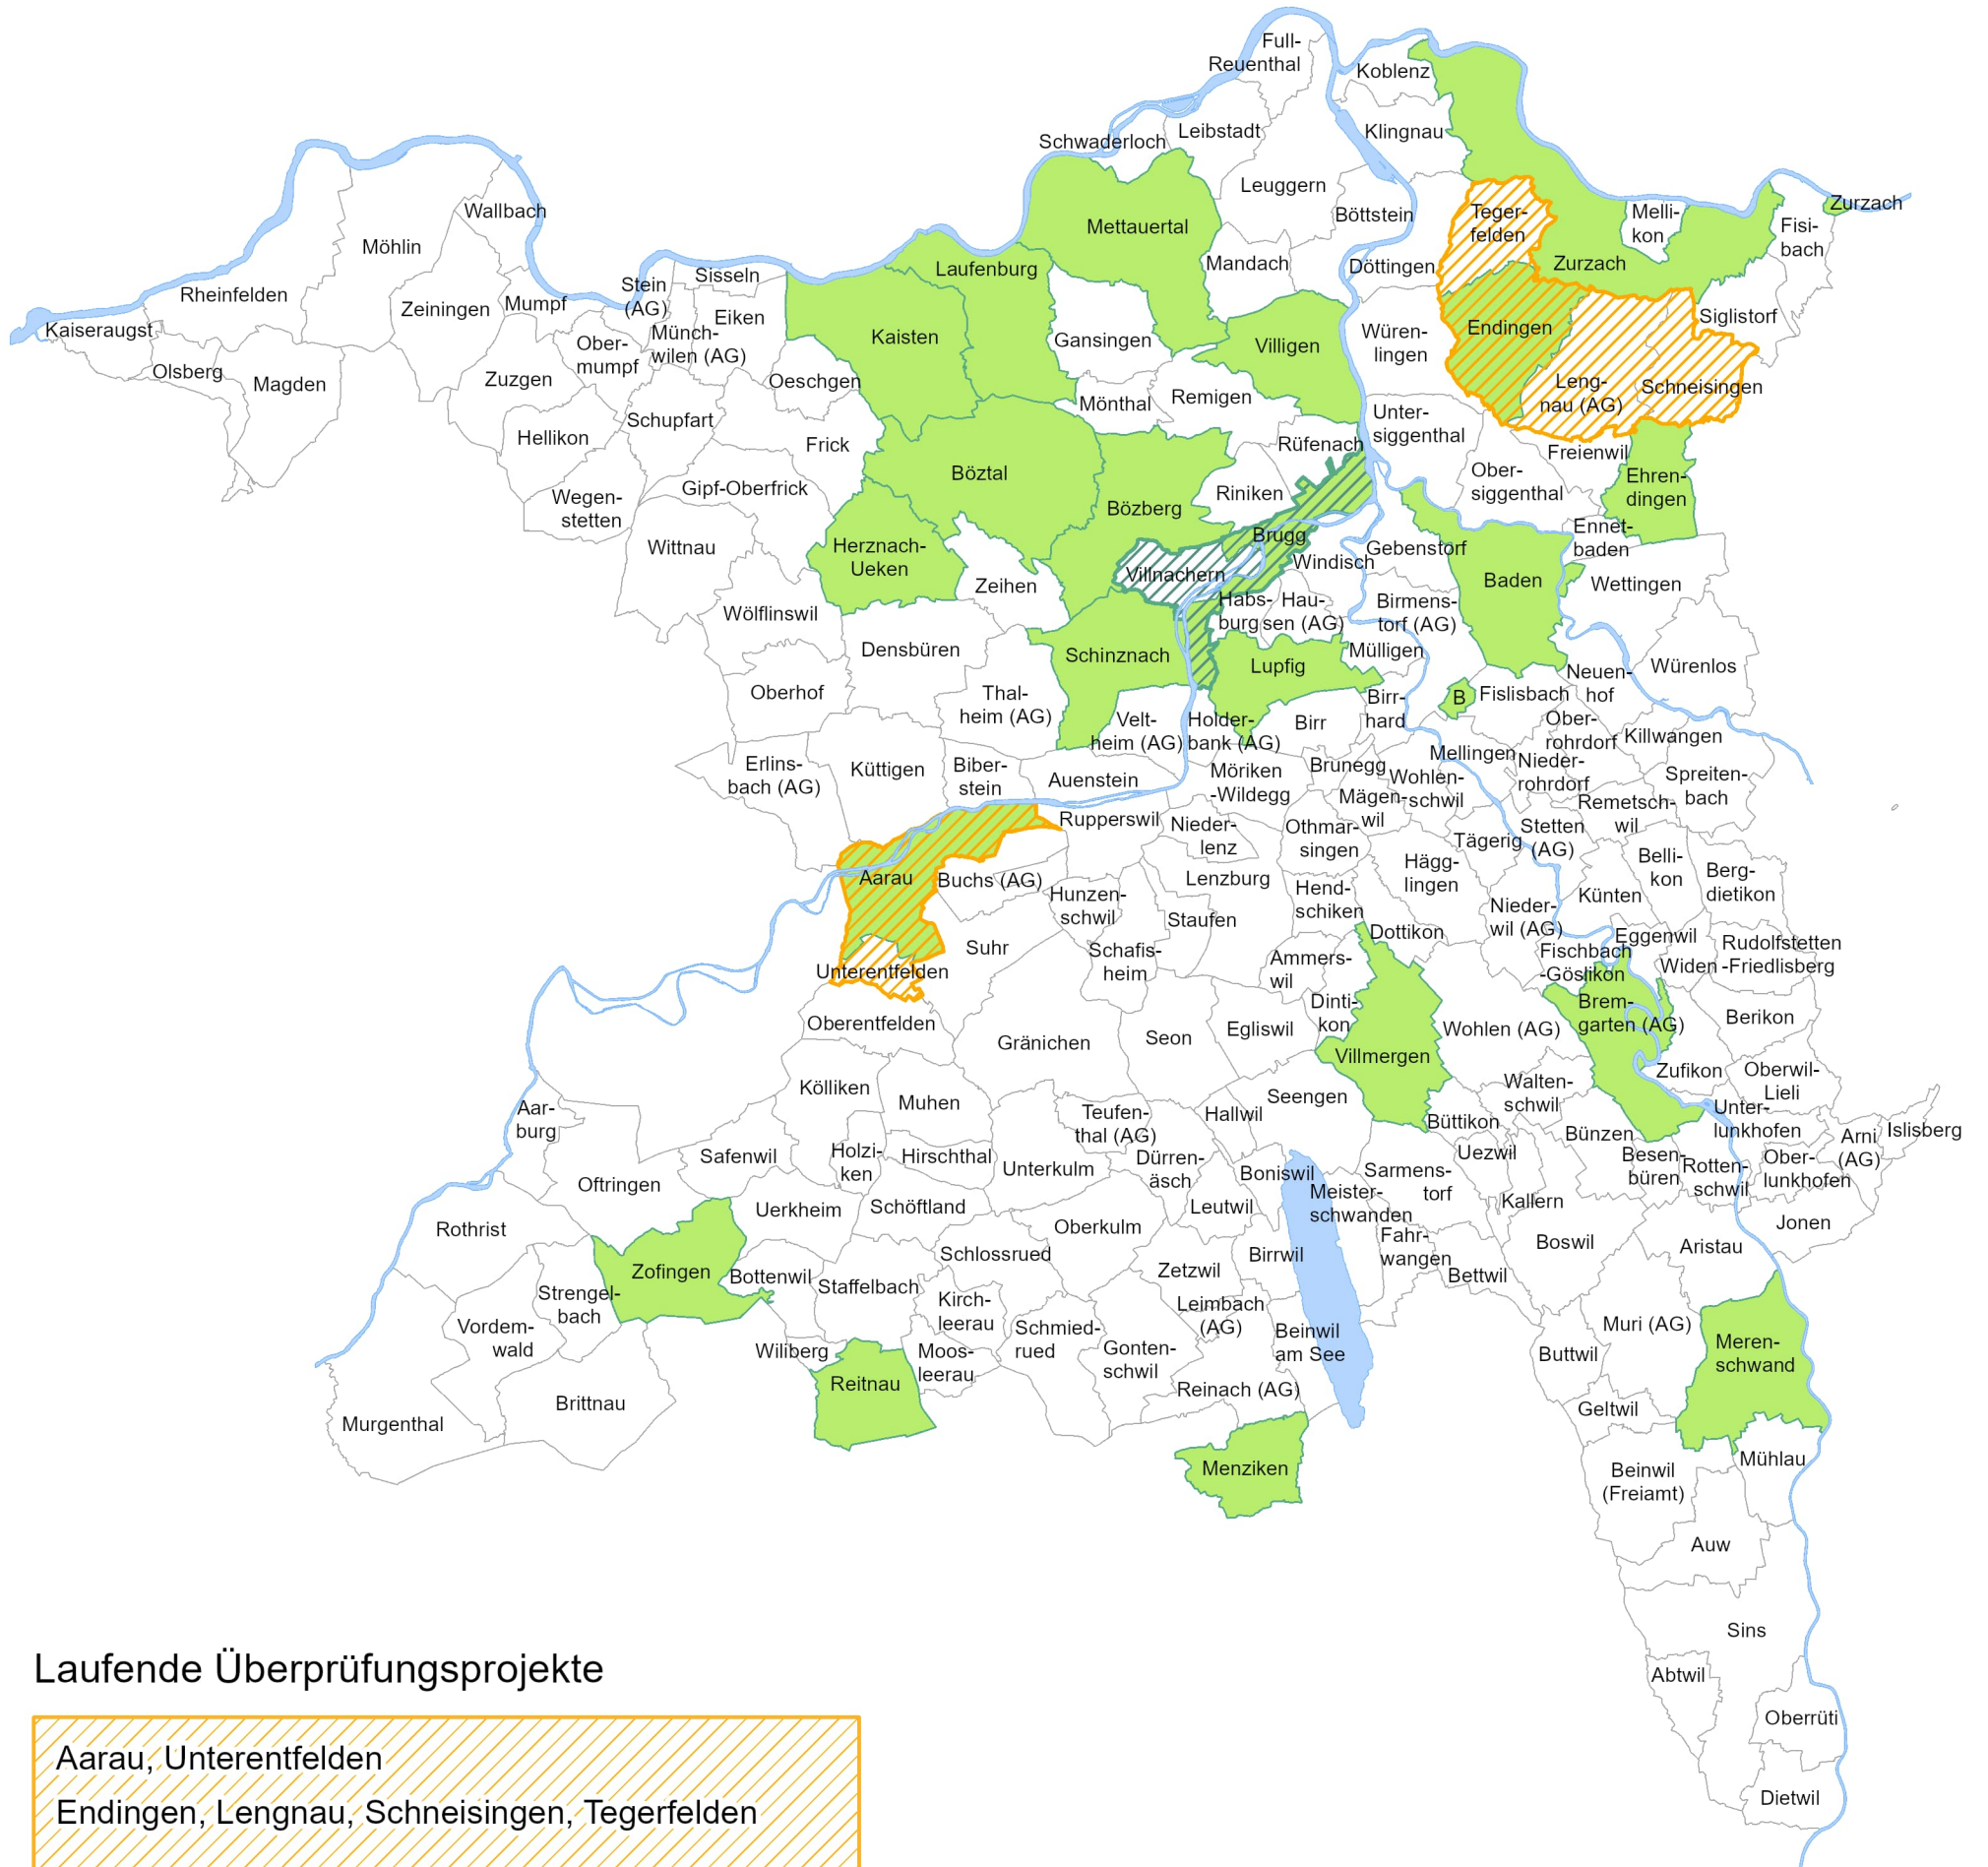 Full-
Reuenthal
Koblenz
Schwaderloch
Leibstadt
Klingnau
Leuggern
Böttstein
Mettauertal
Mandach
Döttingen
Teger-
felden
Melli-
kon
Zurzach
Fisi-
bach
Zurzach
Siglistorf
Endingen
Leng-
nau (AG)
Schneisingen
Wallbach
Möhlin
Rheinfelden
Kaiseraugst
Olsberg
Magden
Zeiningen
Mumpf
Stein
(AG)
Sisseln
Münch-
wilen (AG)
Eiken
Ober-
mumpf
Zuzgen
Schupfart
Hellikon
Wegen-
stetten
Oeschgen
Frick
Gipf-Oberfrick
Wittnau
Laufenburg
Kaisten
Gansingen
Villigen
Würen-
lingen
Mönthal
Remigen
Rüfenach
Unter-
siggenthal
Ober-
siggenthal
Freienwil
Ehren-
dingen
Böztal
Bözberg
Riniken
Brugg
Windisch
Gebenstorf
Ennet-
baden
Baden
Wettingen
Herznach-
Ueken
Zeihen
Villnachern
Habs-
burg
Hau-
sen (AG)
Birmens-
torf (AG)
Wölflinswil
Densbüren
Schinznach
Lupfig
Mülligen
Oberhof
Thal-
heim (AG)
Velt-
heim (AG)
Holder-
bank (AG)
Birr
Birr-
hard
B
Fislisbach
Neuen-
hof
Würenlos
Ober-
rohrdorf
Killwangen
Erlins-
bach (AG)
Küttigen
Biber-
stein
Auenstein
Möriken
-Wildegg
Brunegg
Wohlen-
schwil
Mellingen
Nieder-
rohrdorf
Spreiten-
bach
Mägen-
wil
Remetsch-
wil
Rupperswil
Nieder-
lenz
Othmar-
singen
Tägerig
Stetten
(AG)
Aarau
Buchs (AG)
Hunzen-
schwil
Lenzburg
Hend-
schiken
Hägg-
lingen
Belli-
kon
Berg-
dietikon
Künten
Staufen
Nieder-
wil (AG)
Suhr
Schafis-
heim
Ammers-
wil
Dottikon
Fischbach
-Göslikon
Eggenwil
Widen
Rudolfstetten
-Friedlisberg
Unterentfelden
Oberentfelden
Gränichen
Seon
Egliswil
Dinti-
kon
Villmergen
Wohlen (AG)
Brem-
garten (AG)
Berikon
Zufikon
Oberwil-
Lieli
Kölliken
Muhen
Teufen-
thal (AG)
Hallwil
Seengen
Büttikon
Walten-
schwil
Bünzen
Unter-
lunkhofen
Arni
(AG)
Islisberg
Aar-
burg
Safenwil
Holzi-
ken
Hirschthal
Unterkulm
Dürren-
äsch
Boniswil
Meister-
schwanden
Sarmens-
torf
Uezwil
Kallern
Besen-
büren
Rotten-
schwil
Ober-
lunkhofen
Oftringen
Uerkheim
Schöftland
Oberkulm
Leutwil
Jonen
Rothrist
Zofingen
Bottenwil
Staffelbach
Schlossrued
Zetzwil
Birrwil
Fahr-
wangen
Bettwil
Boswil
Aristau
Strengel-
bach
Vordem-
wald
Kirch-
leerau
Schmied-
rued
Leimbach
(AG)
Beinwil
am See
Muri (AG)
Meren-
schwand
Wiliberg
Moos-
leerau
Gonten-
schwil
Buttwil
Reitnau
Reinach (AG)
Geltwil
Murgenthal
Brittnau
Menziken
Mühlau
Beinwil
(Freiamt)
Auw
Sins
Abtwil
Oberrüti
Dietwil
Laufende Überprüfungsprojekte
Aarau, Unterentfelden
Endingen, Lengnau, Schneisingen, Tegerfelden